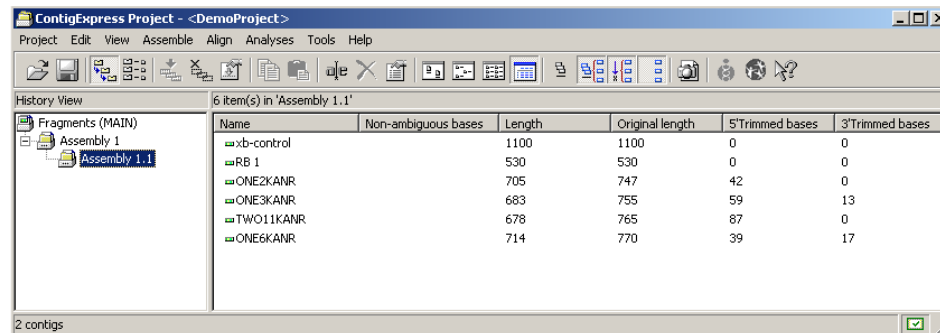 ContigExpress Project - <DemoProject>
Project Edit View Assemble Align Analyses Tools Help
History View 6 item(s) in 'Assembly 1.1'
Fragments (MAIN)
Assembly 1
Assembly 1.1
Name Non-ambiguous bases Length Original length 5'Trimmed bases 3'Trimmed bases
xb-control 1100 1100 0 0
RB 1 530 530 0 0
ONE2KANR 705 747 42 0
ONE3KANR 683 755 59 13
TWO11KANR 678 765 87 0
ONE6KANR 714 770 39 17
2 contigs